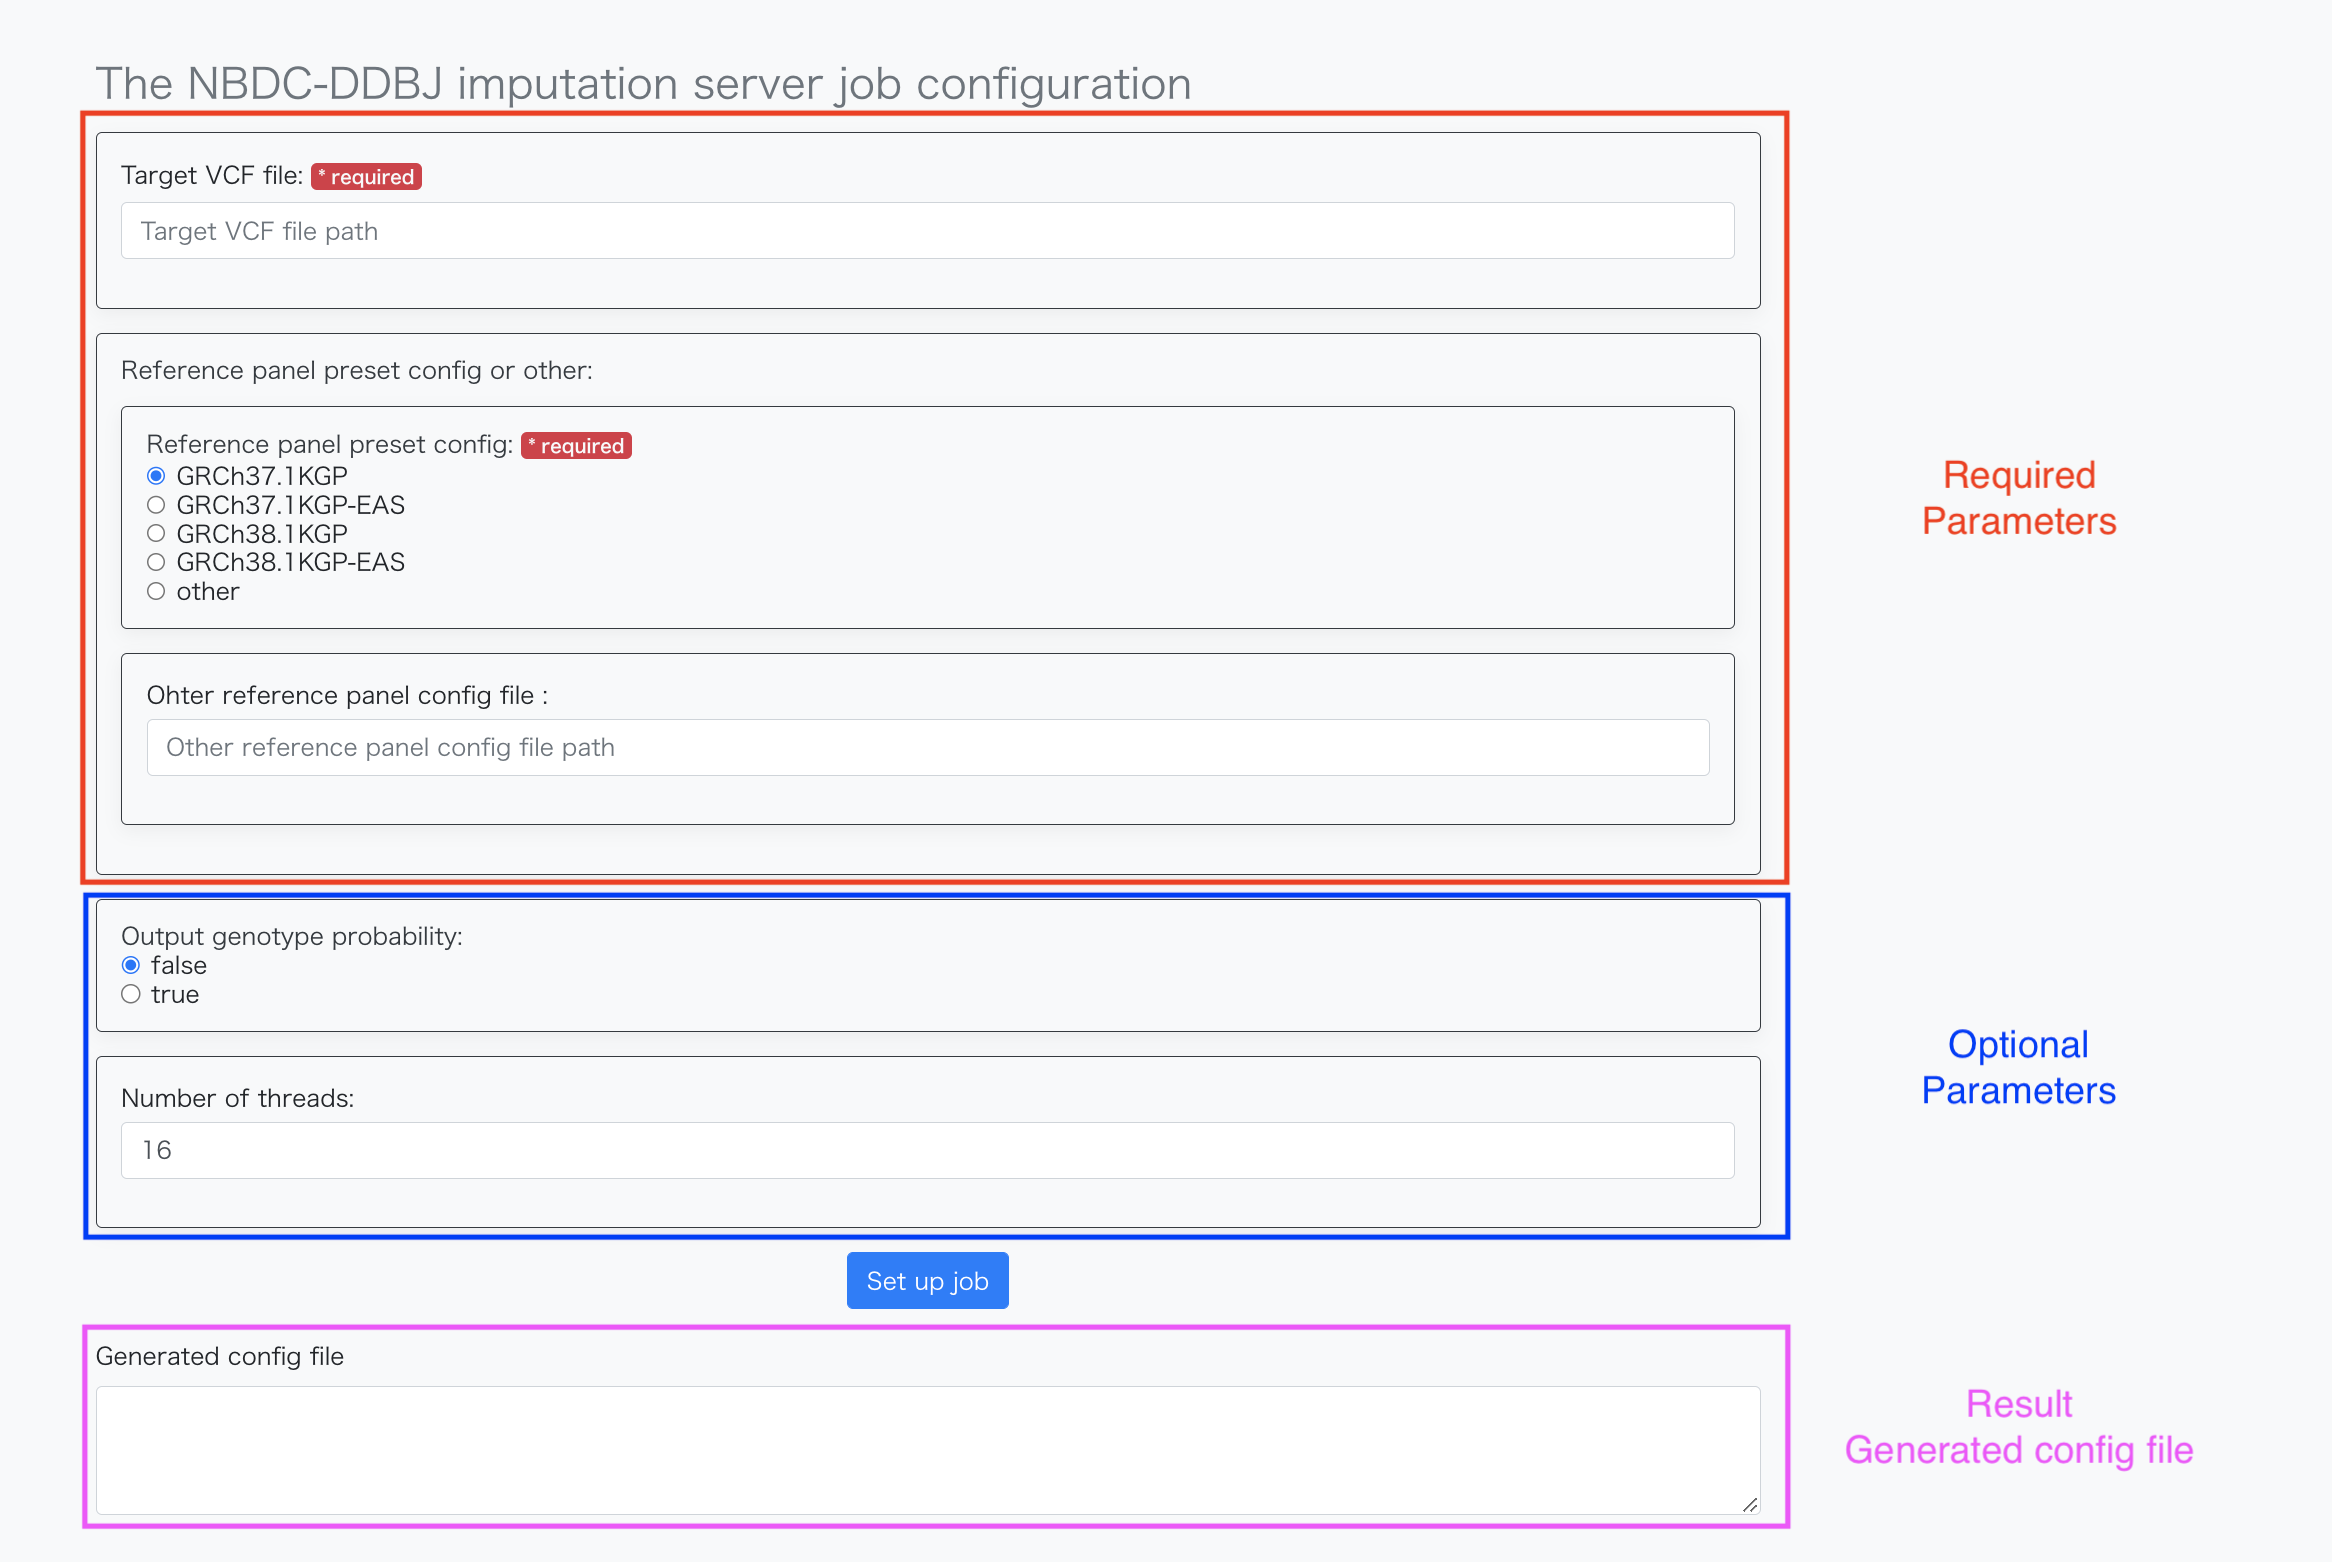 The NBDC-DDBJ imputation server job configuration
Target VCF file: * required
Target VCF file path
Reference panel preset config or other:
Reference panel preset config: * required
GRCh37.1KGP
GRCh37.1KGP-EAS
GRCh38.1KGP
GRCh38.1KGP-EAS
other
Ohter reference panel config file :
Other reference panel config file path
Required
Parameters
Output genotype probability:
false
true
Number of threads:
16
Optional
Parameters
Set up job
Generated config file
Result
Generated config file